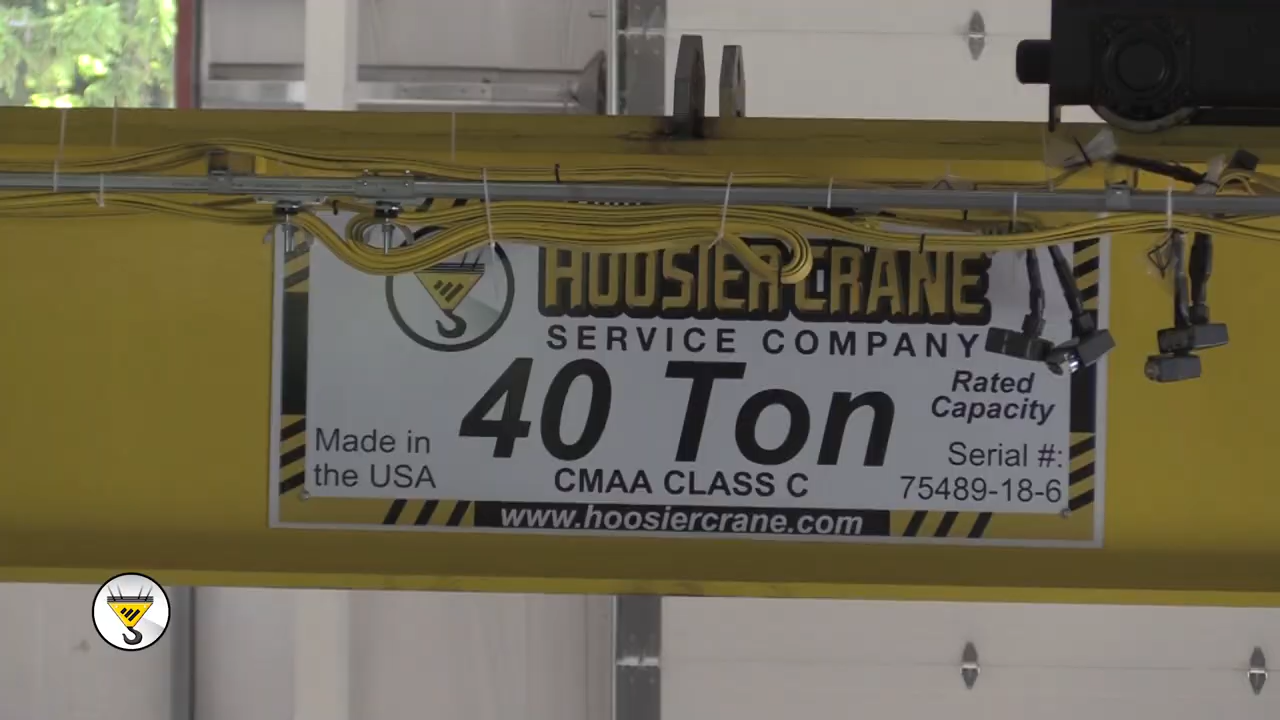 HOOSIER CRANE
SERVICE COMPANY
40 Ton
Rated
Capacity
Made in
the USA
CMAA CLASS C
Serial #:
75489-18-6
www.hoosiercrane.com